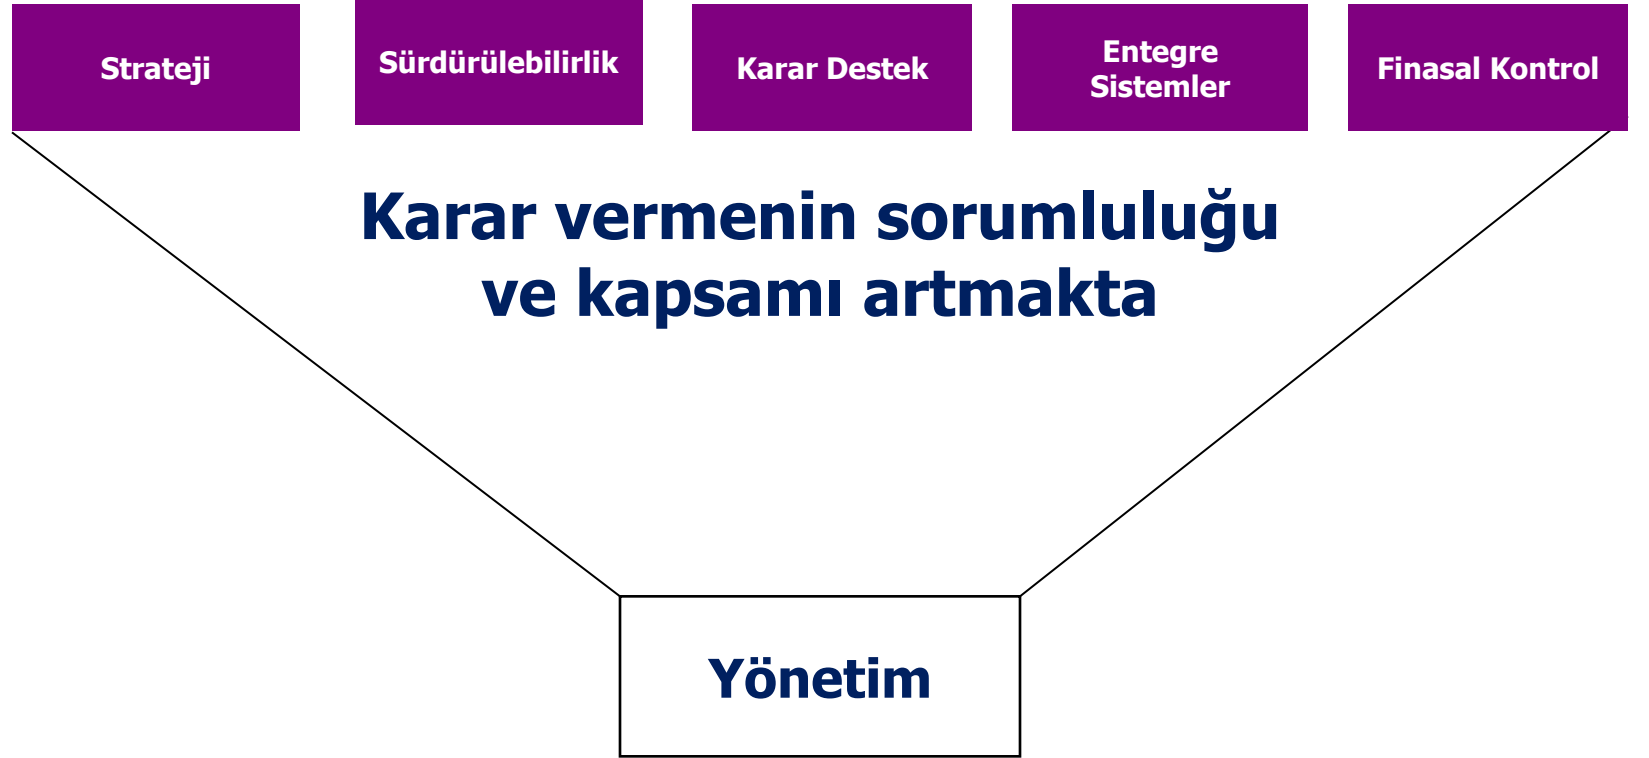 Strateji
Sürdürülebilirlik
Karar Destek
Entegre
Sistemler
Finasal Kontrol
Karar vermenin sorumluluğu
ve kapsamı artmakta
Yönetim